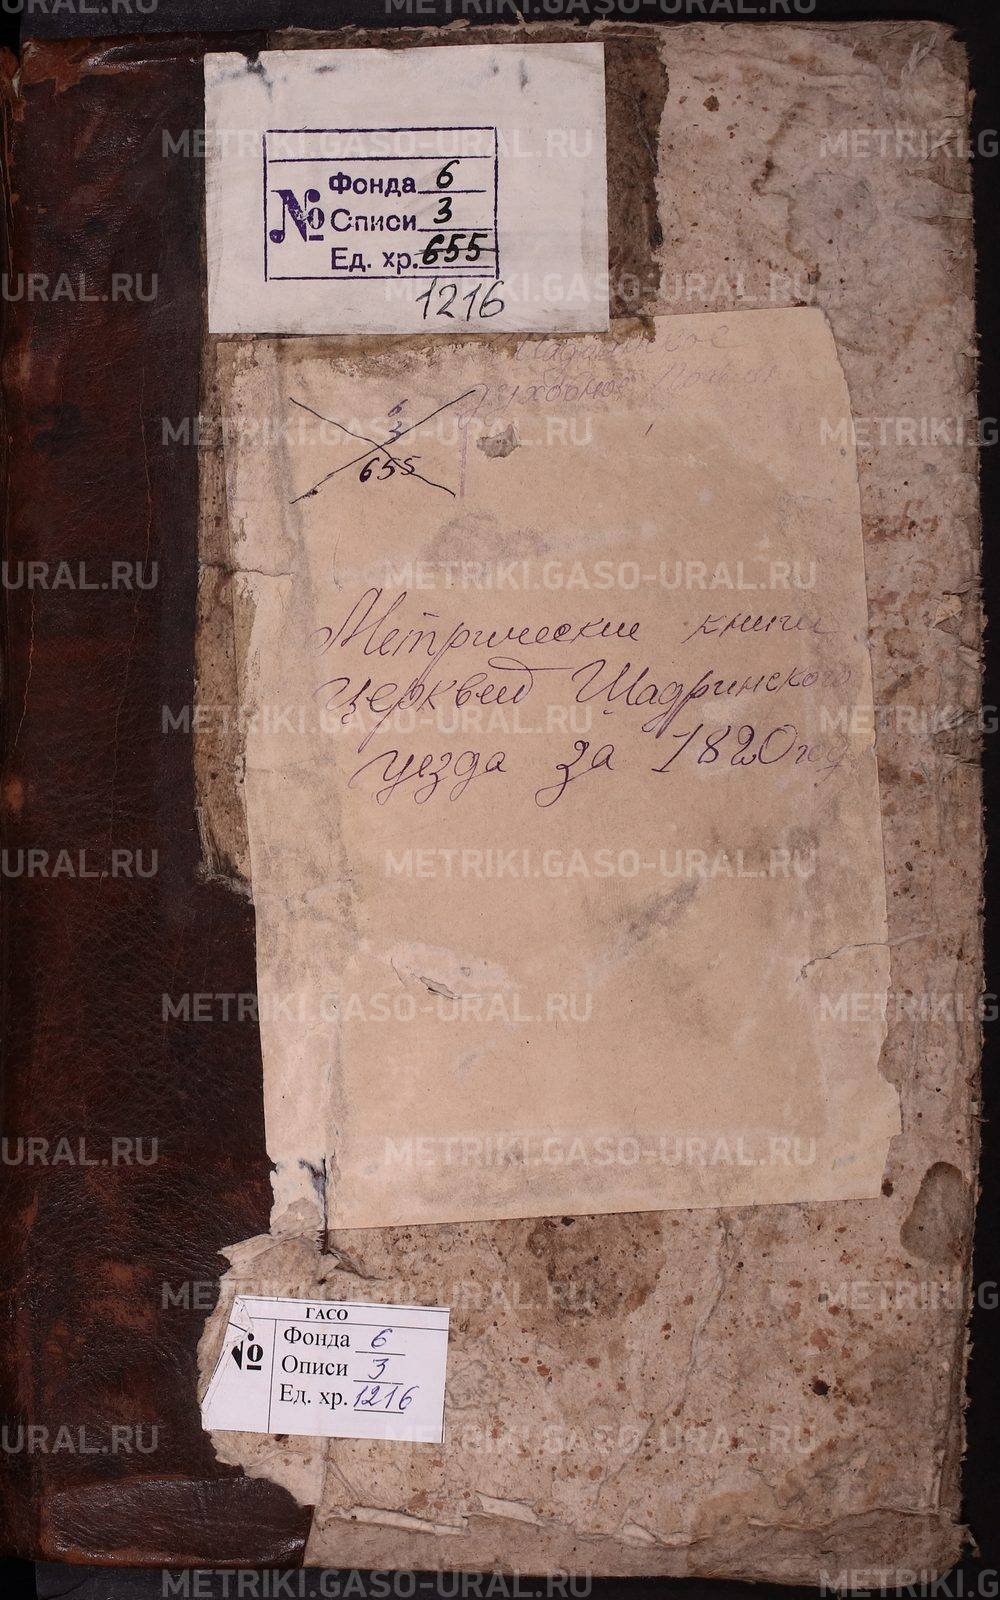 №
Фонда 6
Описи 3
Ед. хр. 655
1216
Шадринское
духовное
6
3
655
Метрические книги
церквей Шадринского
уезда за 1820 год
ГАСО
№
Фонда 6
Описи 3
Ед. хр. 1216
METRIKI.GASO-URAL.RU